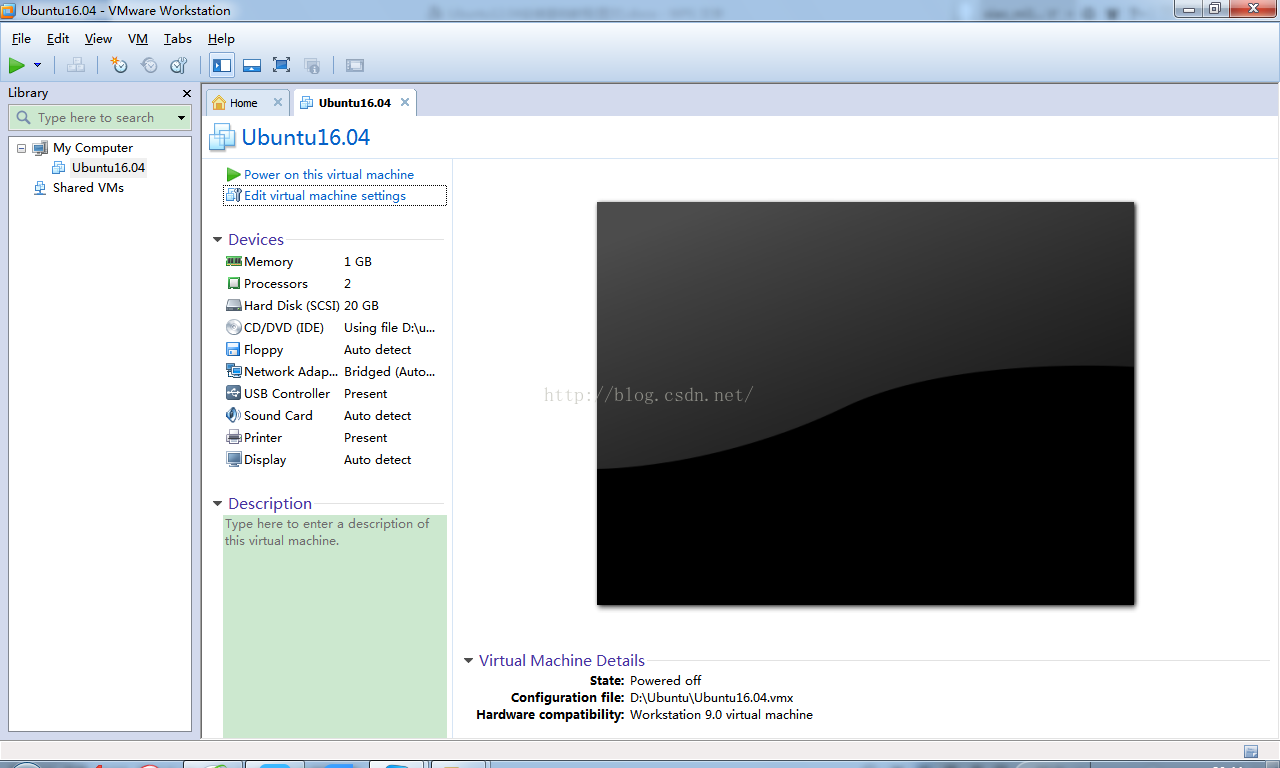 Ubuntu16.04 - VMware Workstation
File Edit View VM Tabs Help
Library
Type here to search
My Computer
Ubuntu16.04
Shared VMs
Home
Ubuntu16.04
Ubuntu16.04
Power on this virtual machine
Edit virtual machine settings
Devices
Memory 1 GB
Processors 2
Hard Disk (SCSI) 20 GB
CD/DVD (IDE) Using file D:\u...
Floppy Auto detect
Network Adap... Bridged (Auto...
USB Controller Present
Sound Card Auto detect
Printer Present
Display Auto detect
Description
Type here to enter a description of
this virtual machine.
http://blog.csdn.net/
Virtual Machine Details
State: Powered off
Configuration file: D:\Ubuntu\Ubuntu16.04.vmx
Hardware compatibility: Workstation 9.0 virtual machine